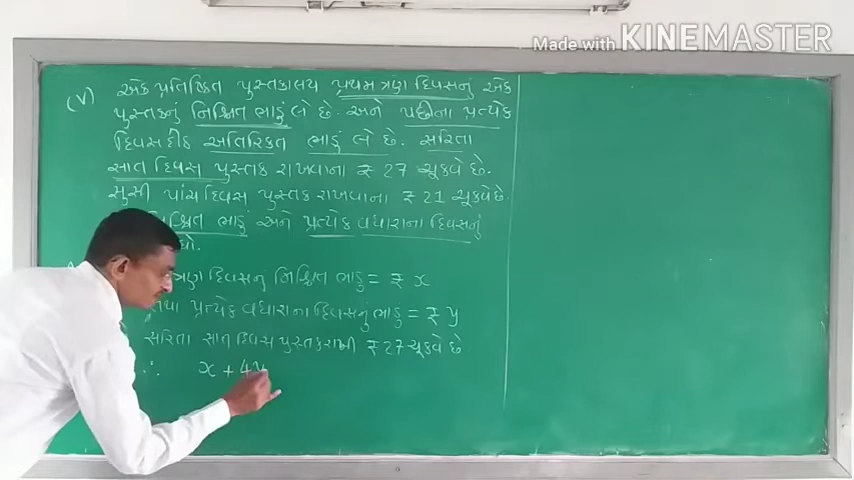 Made with KINEMASTER
(V) એક પ્રતિષ્ઠિત પુસ્તકાલય પ્રથમ ત્રણ દિવસનું એક
પુસ્તકનું નિશ્ચિત ભાડું લે છે. અને પછીના પ્રત્યેક
દિવસ દીઠ અતિરિક્ત ભાડું લે છે. સરિતા
સાત દિવસ પુસ્તક રાખવાના ₹ 27 ચૂકવે છે.
સુસી પાંચ દિવસ પુસ્તક રાખવાના ₹ 21 ચૂકવે છે
ભાડું અને પ્રત્યેક વધારાના દિવસનું
ત્રણ દિવસનું નિશ્ચિત ભાડું = ₹ x
તથા પ્રત્યેક વધારાના દિવસનું ભાડું = ₹ y
સરિતા સાત દિવસ પુસ્તક રાખી ₹ 27 ચૂકવે છે
∴ x + 4y